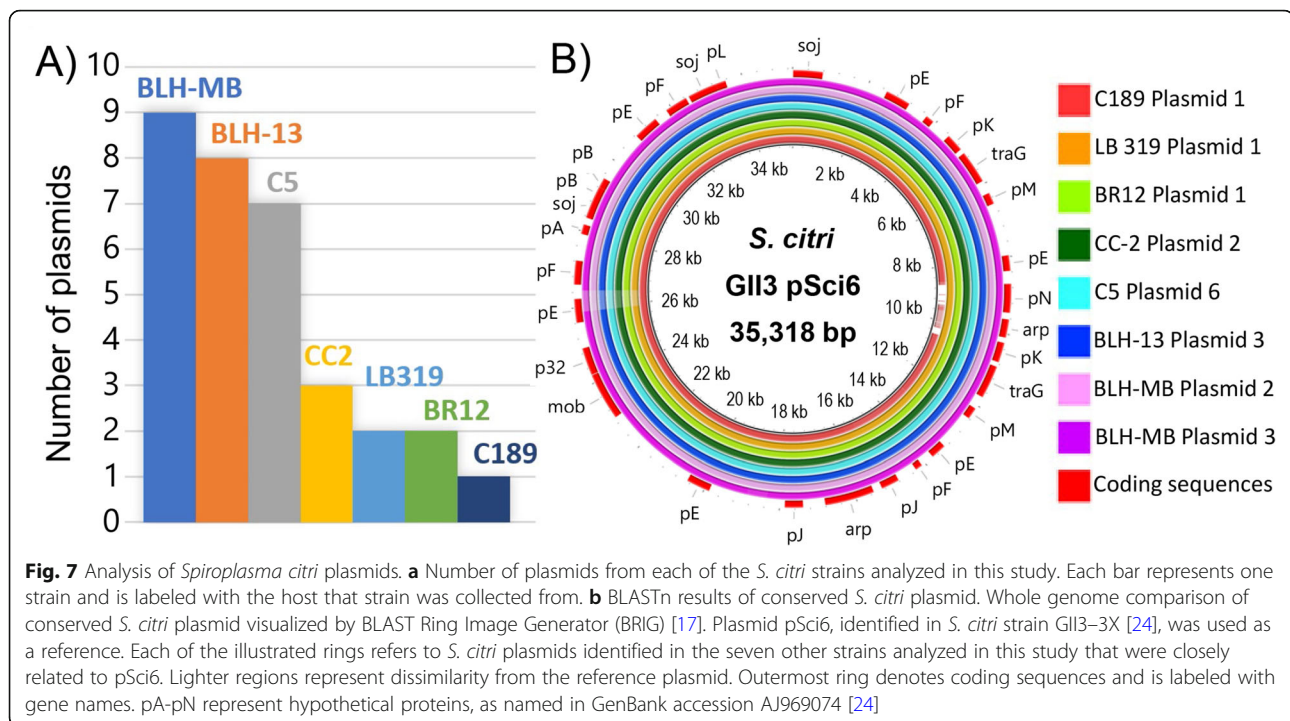 A)
10
9
8
7
6
5
4
3
2
1
0
Number of plasmids
BLH-MB
BLH-13
C5
CC2
LB319
BR12
C189
B)
soj
pE
pF
pK
traG
pM
pE
pN
arp
pK
traG
pM
pE
pF
pJ
arp
pJ
pE
mob
p32
pE
pF
pA
soj
pB
pB
pE
pF
soj
pL
2 kb
4 kb
6 kb
8 kb
10 kb
12 kb
14 kb
16 kb
18 kb
20 kb
22 kb
24 kb
26 kb
28 kb
30 kb
32 kb
34 kb
S. citri
GII3 pSci6
35,318 bp
C189 Plasmid 1
LB 319 Plasmid 1
BR12 Plasmid 1
CC-2 Plasmid 2
C5 Plasmid 6
BLH-13 Plasmid 3
BLH-MB Plasmid 2
BLH-MB Plasmid 3
Coding sequences
Fig. 7 Analysis of Spiroplasma citri plasmids. a Number of plasmids from each of the S. citri strains analyzed in this study. Each bar represents one
strain and is labeled with the host that strain was collected from. b BLASTn results of conserved S. citri plasmid. Whole genome comparison of
conserved S. citri plasmid visualized by BLAST Ring Image Generator (BRIG) [17]. Plasmid pSci6, identified in S. citri strain GII3–3X [24], was used as
a reference. Each of the illustrated rings refers to S. citri plasmids identified in the seven other strains analyzed in this study that were closely
related to pSci6. Lighter regions represent dissimilarity from the reference plasmid. Outermost ring denotes coding sequences and is labeled with
gene names. pA-pN represent hypothetical proteins, as named in GenBank accession AJ969074 [24]